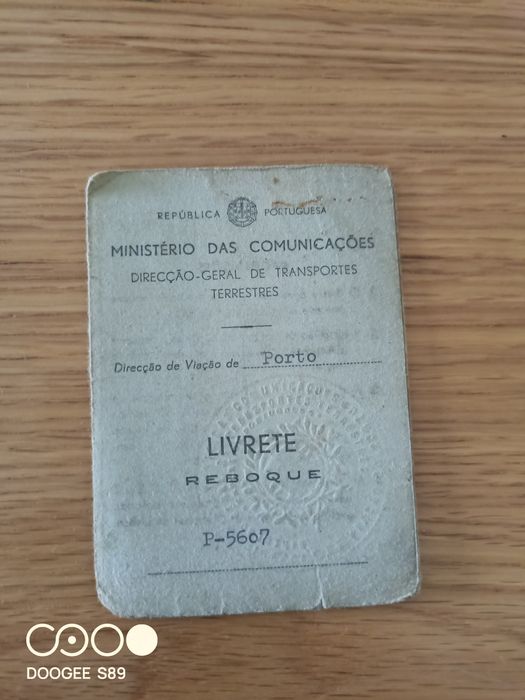 REPÚBLICA PORTUGUESA
MINISTÉRIO DAS COMUNICAÇÕES
DIRECÇÃO-GERAL DE TRANSPORTES
TERRESTRES
Direcção de Viação de Porto
LIVRETE
REBOQUE
P-5607
DOOGEE S89